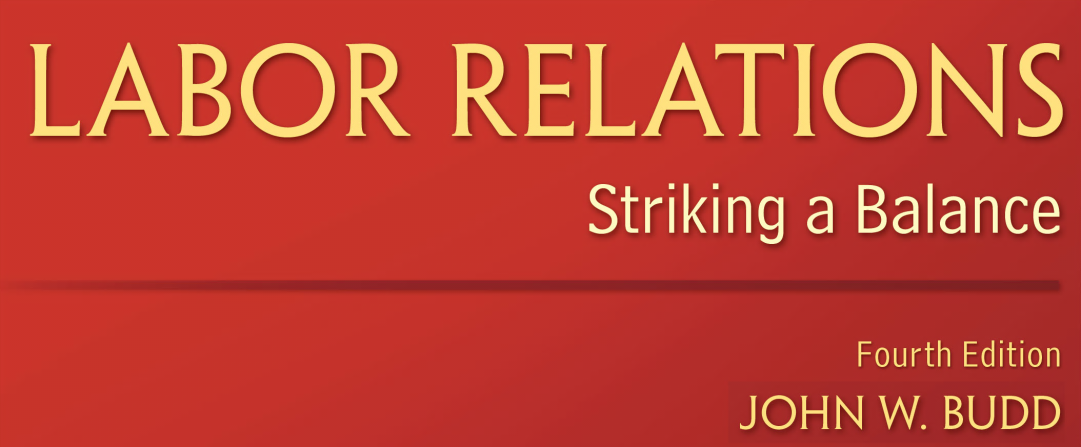 LABOR RELATIONS
Striking a Balance
Fourth Edition
JOHN W. BUDD